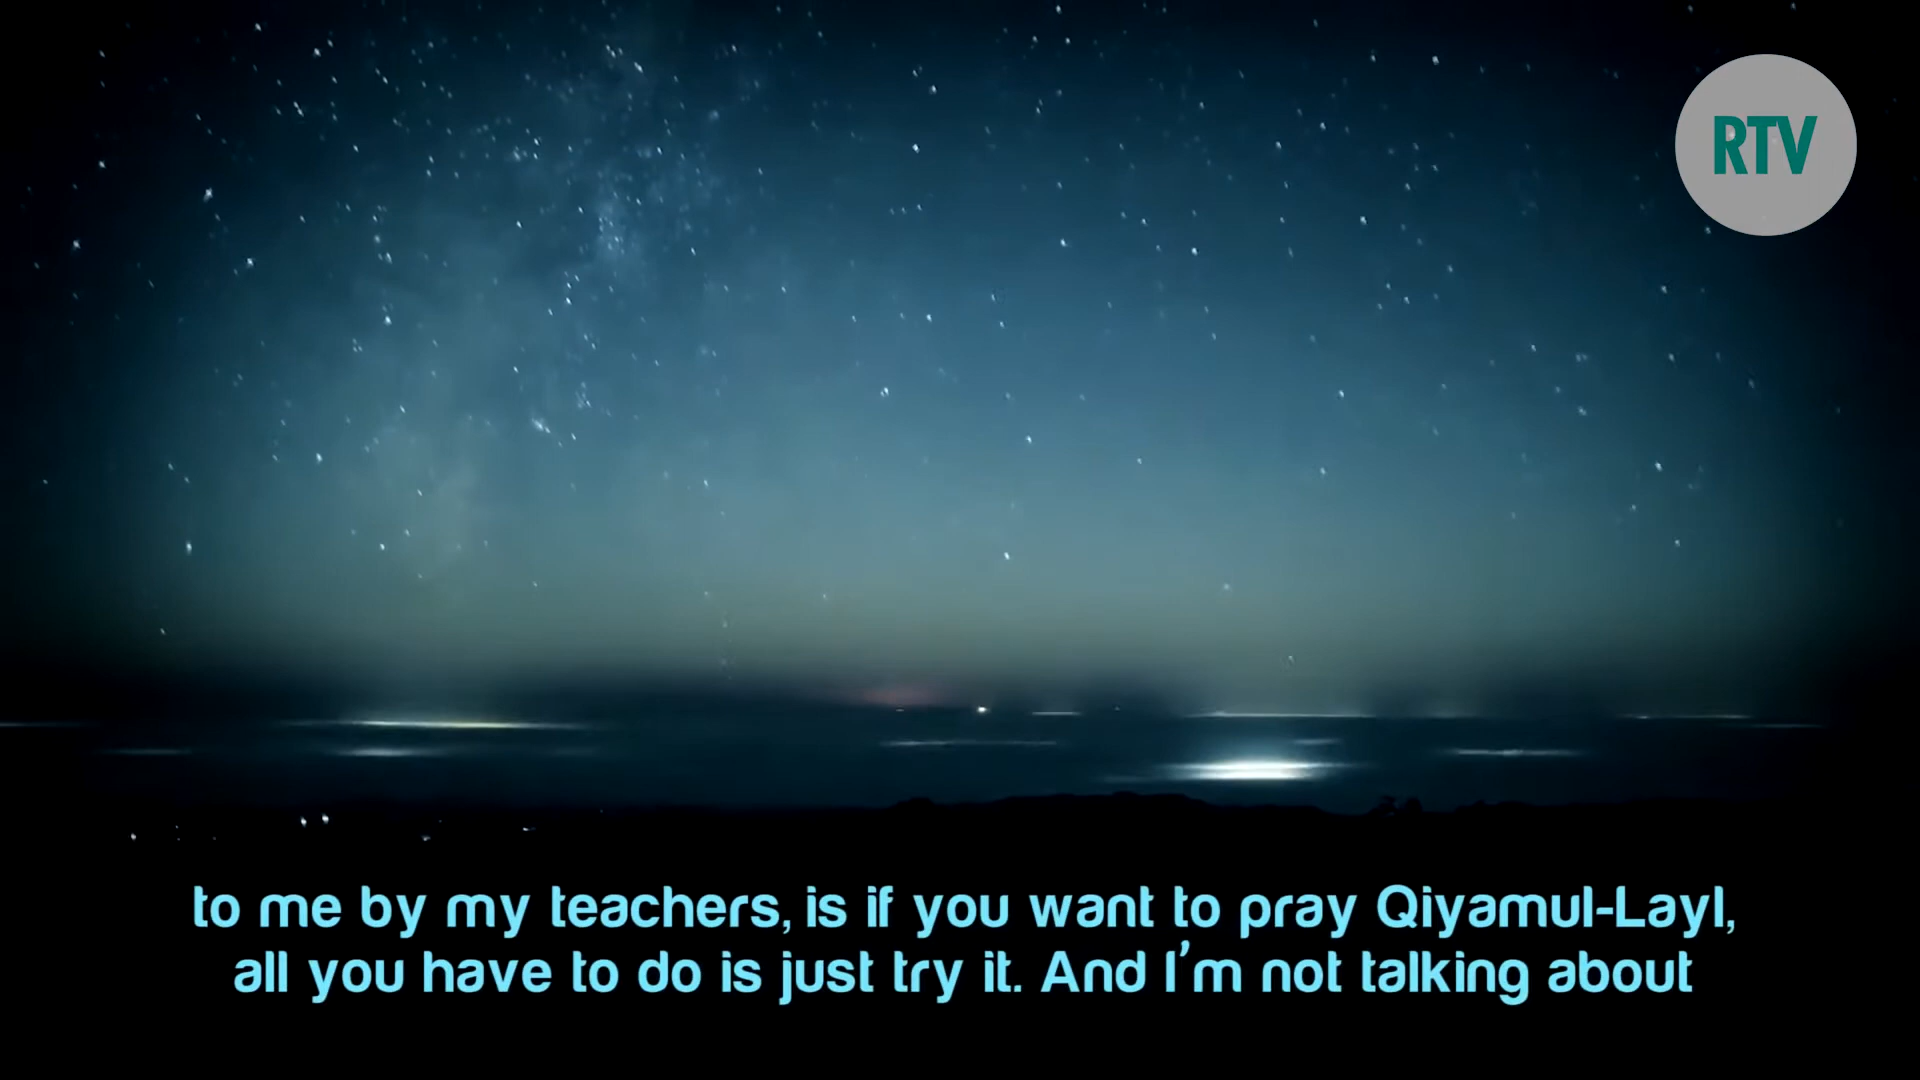 RTV
to me by my teachers, is if you want to pray Qiyamul-Layl,
all you have to do is just try it. And I'm not talking about